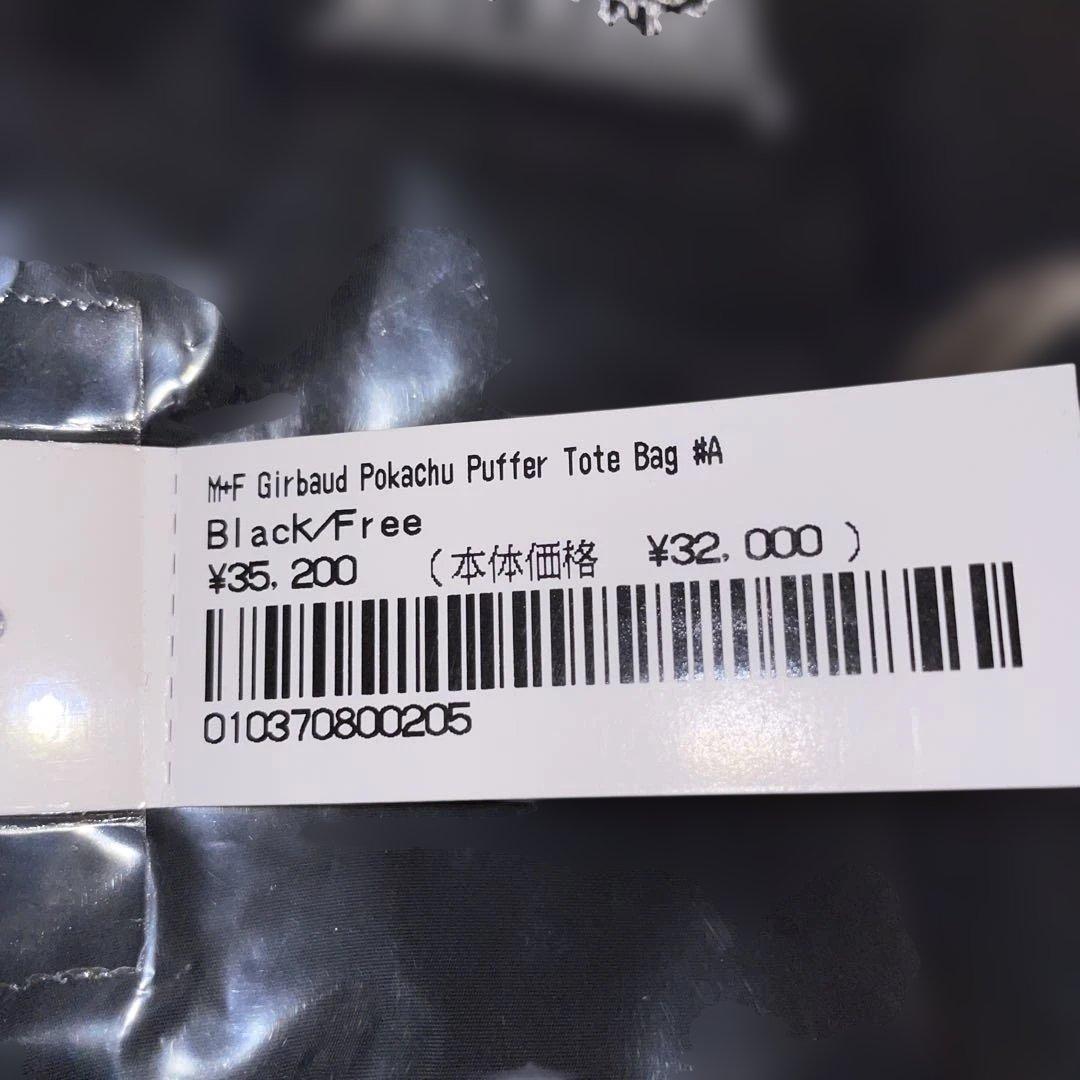 M+F Girbaud Pokachu Puffer Tote Bag #A
Black/Free
¥35,200 (本体価格 ¥32,000)
010370800205